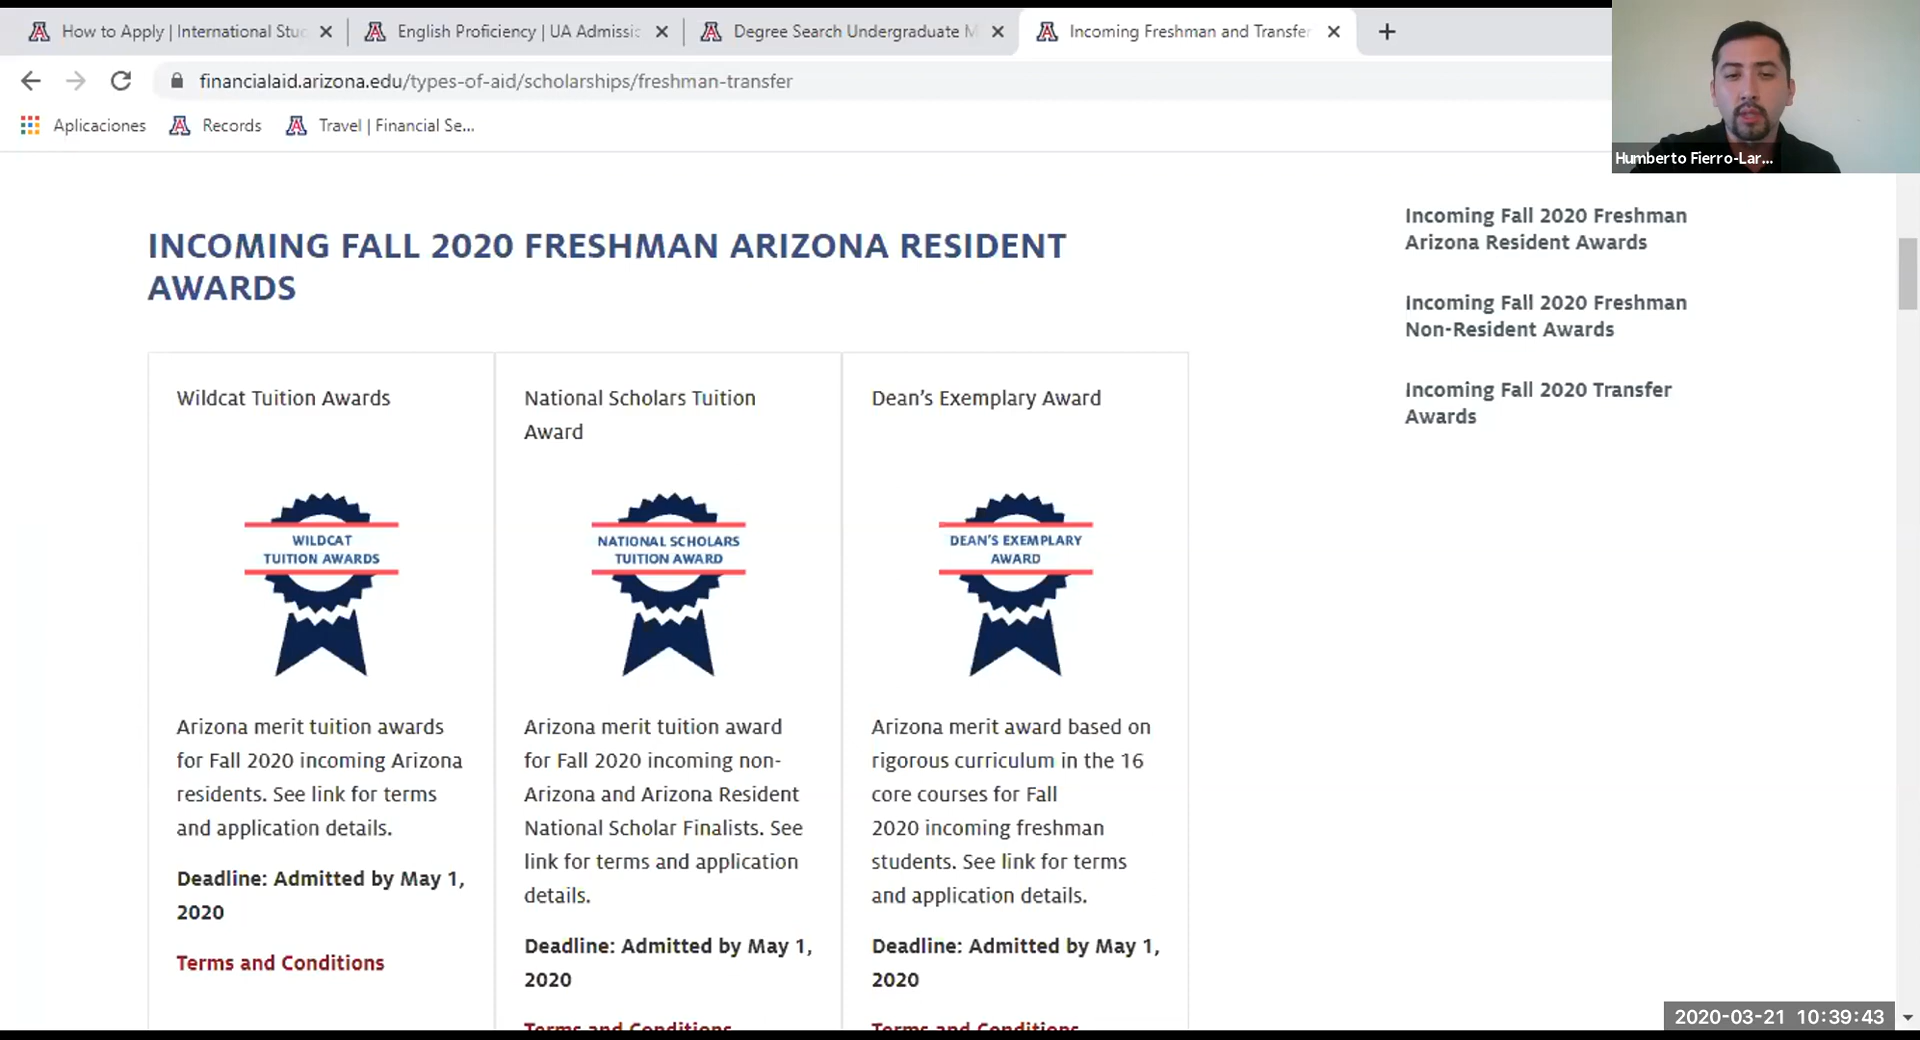 How to Apply | International Stu
English Proficiency | UA Admissi
Degree Search Undergraduate M
Incoming Freshman and Transfer
financialaid.arizona.edu/types-of-aid/scholarships/freshman-transfer
Aplicaciones
Records
Travel | Financial Se...
Humberto Fierro-Lar...
INCOMING FALL 2020 FRESHMAN ARIZONA RESIDENT
AWARDS
Wildcat Tuition Awards
WILDCAT
TUITION AWARDS
Arizona merit tuition awards
for Fall 2020 incoming Arizona
residents. See link for terms
and application details.
Deadline: Admitted by May 1,
2020
Terms and Conditions
National Scholars Tuition
Award
NATIONAL SCHOLARS
TUITION AWARD
Arizona merit tuition award
for Fall 2020 incoming non-
Arizona and Arizona Resident
National Scholar Finalists. See
link for terms and application
details.
Deadline: Admitted by May 1,
2020
Terms and Conditions
Dean's Exemplary Award
DEAN'S EXEMPLARY
AWARD
Arizona merit award based on
rigorous curriculum in the 16
core courses for Fall
2020 incoming freshman
students. See link for terms
and application details.
Deadline: Admitted by May 1,
2020
Terms and Conditions
Incoming Fall 2020 Freshman
Arizona Resident Awards
Incoming Fall 2020 Freshman
Non-Resident Awards
Incoming Fall 2020 Transfer
Awards
2020-03-21 10:39:43